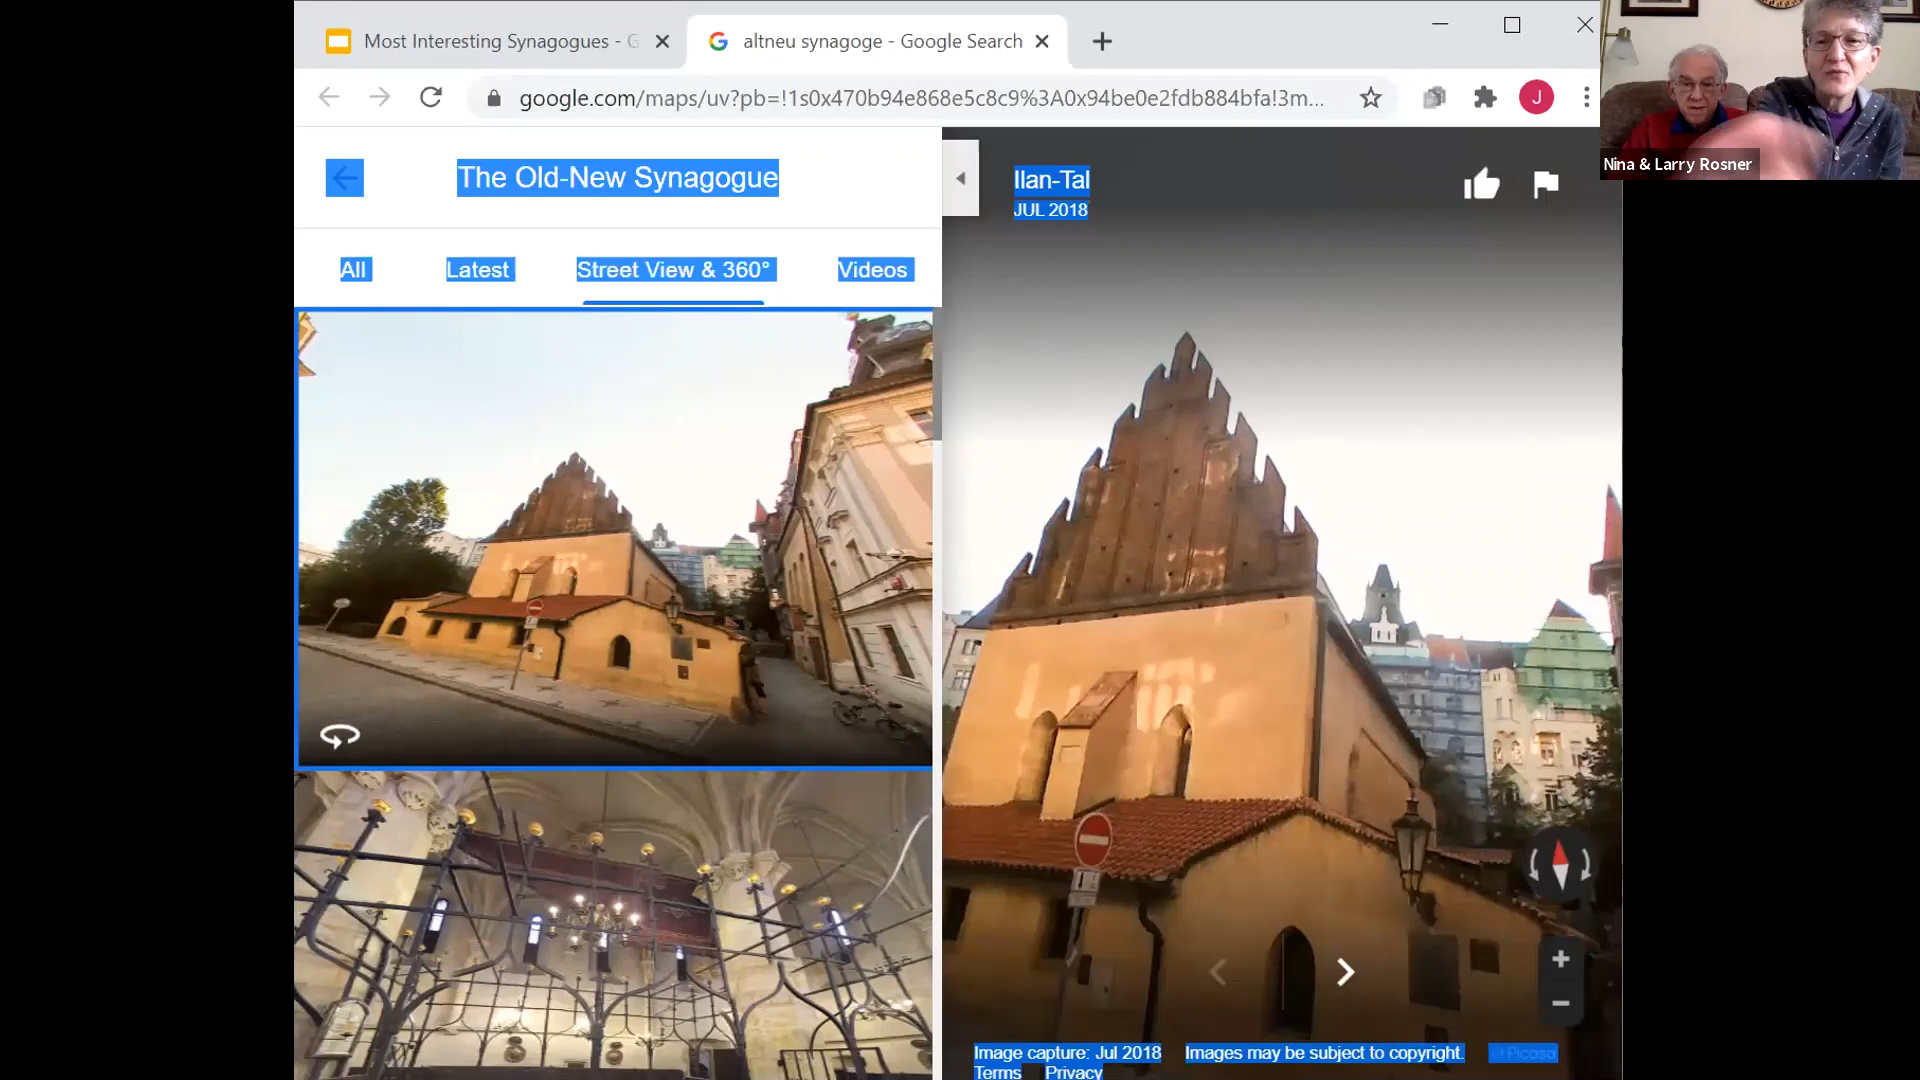 Most Interesting Synagogues - G
altneu synagoge - Google Search
google.com/maps/uv?pb=!1s0x470b94e868e5c8c9%3A0x94be0e2fdb884bfa!3m...
J
Nina & Larry Rosner
The Old-New Synagogue
Ilan-Tal
JUL 2018
All
Latest
Street View & 360°
Videos
Image capture: Jul 2018
Images may be subject to copyright.
© Picasa
Terms
Privacy